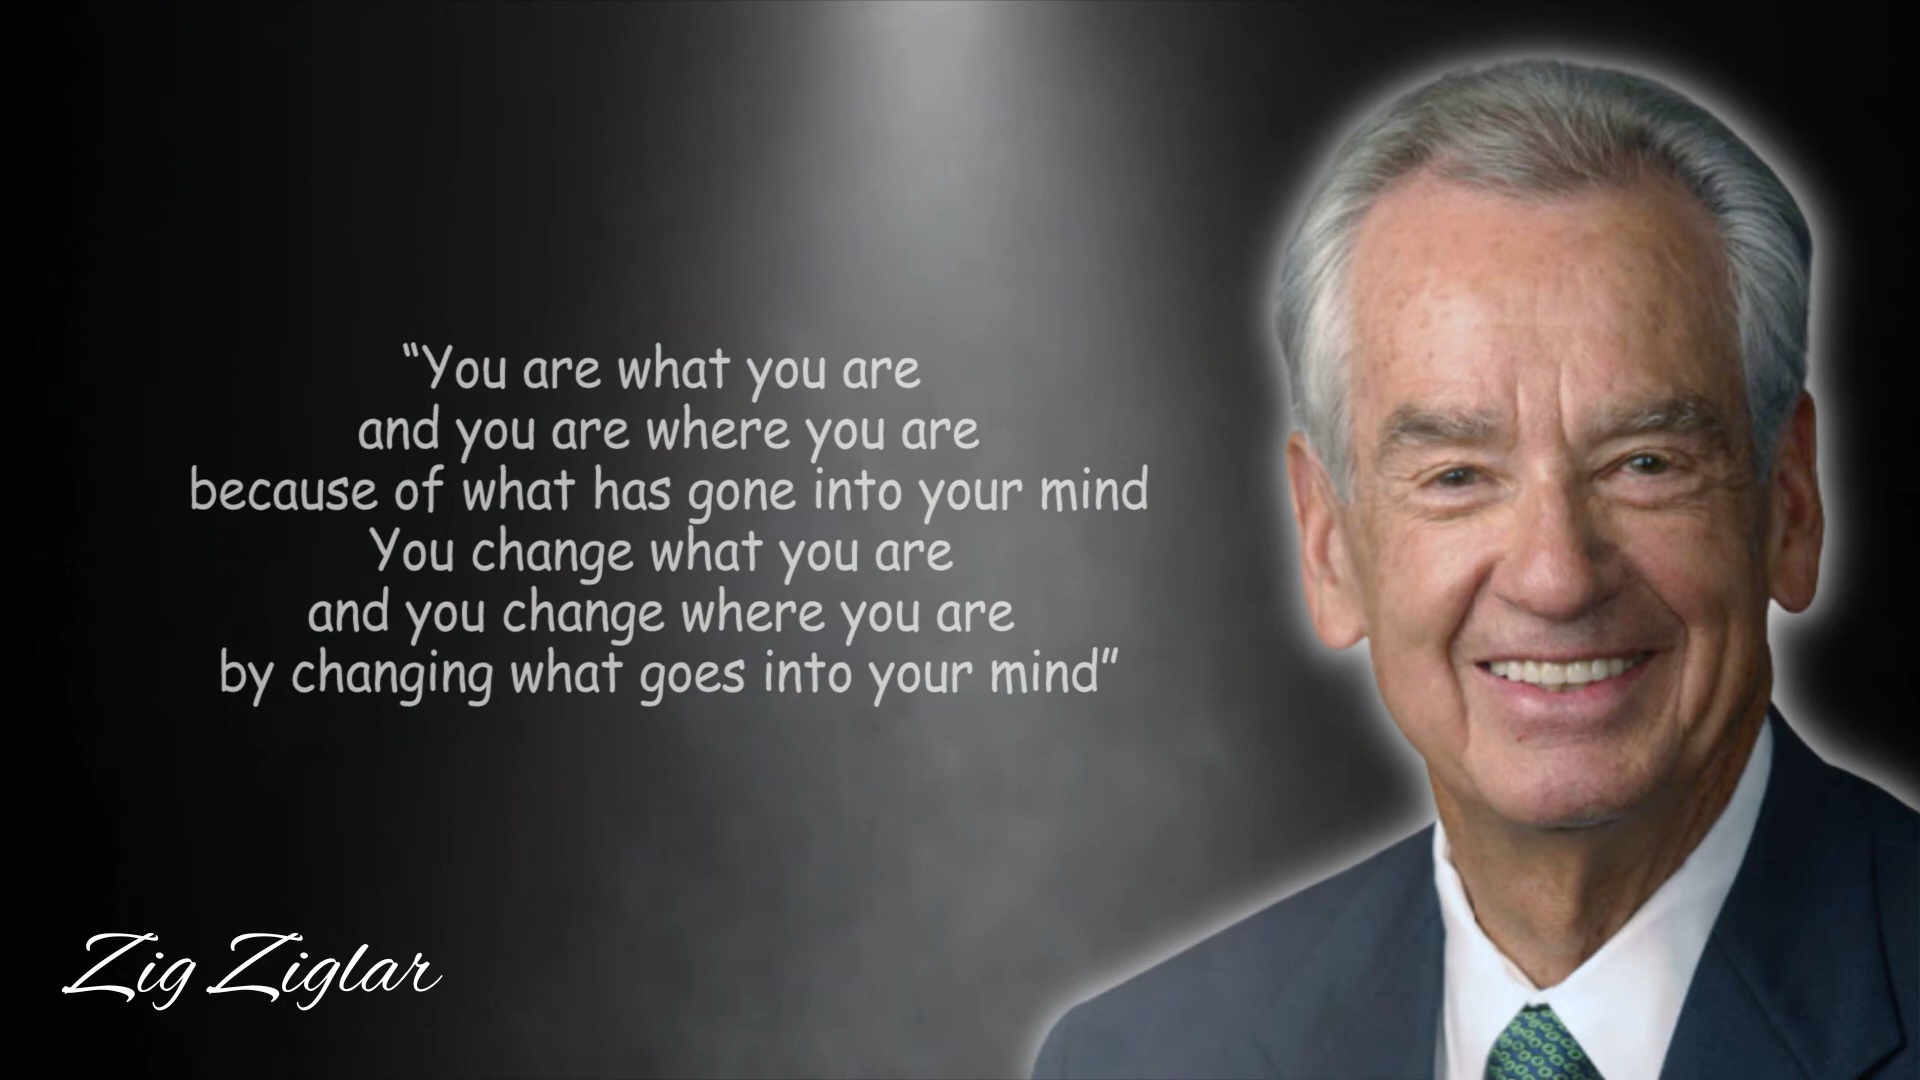 “You are what you are
and you are where you are
because of what has gone into your mind
You change what you are
and you change where you are
by changing what goes into your mind”
Zig Ziglar